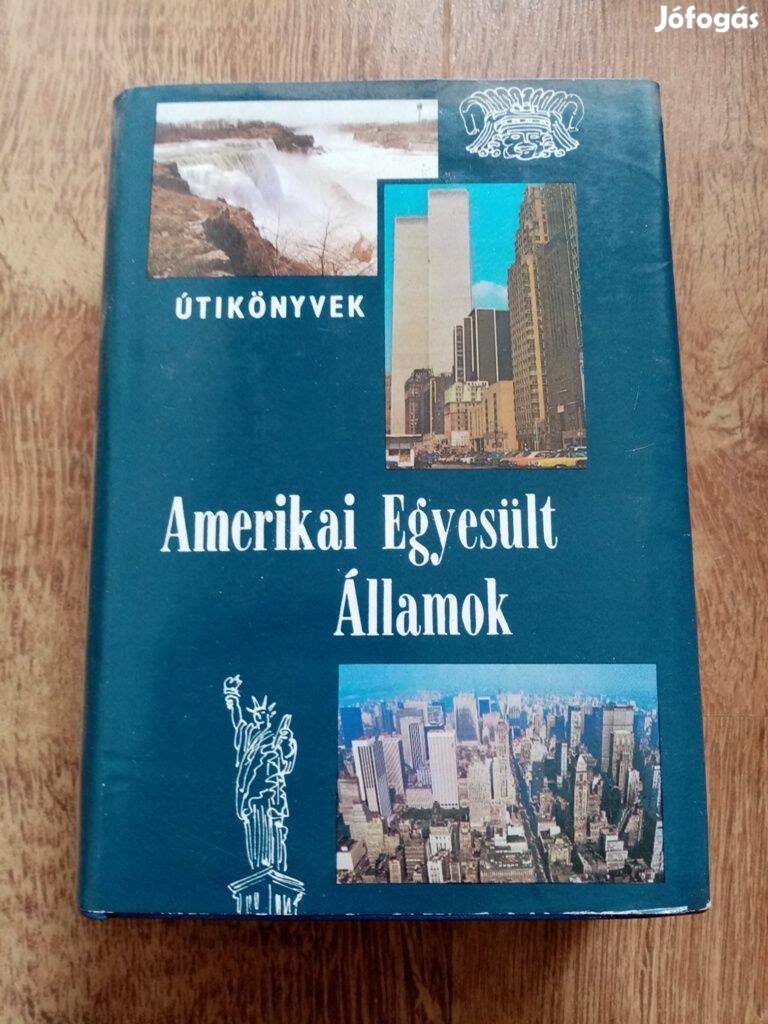 Jófogás
ÚTIKÖNYVEK
Amerikai Egyesült
Államok